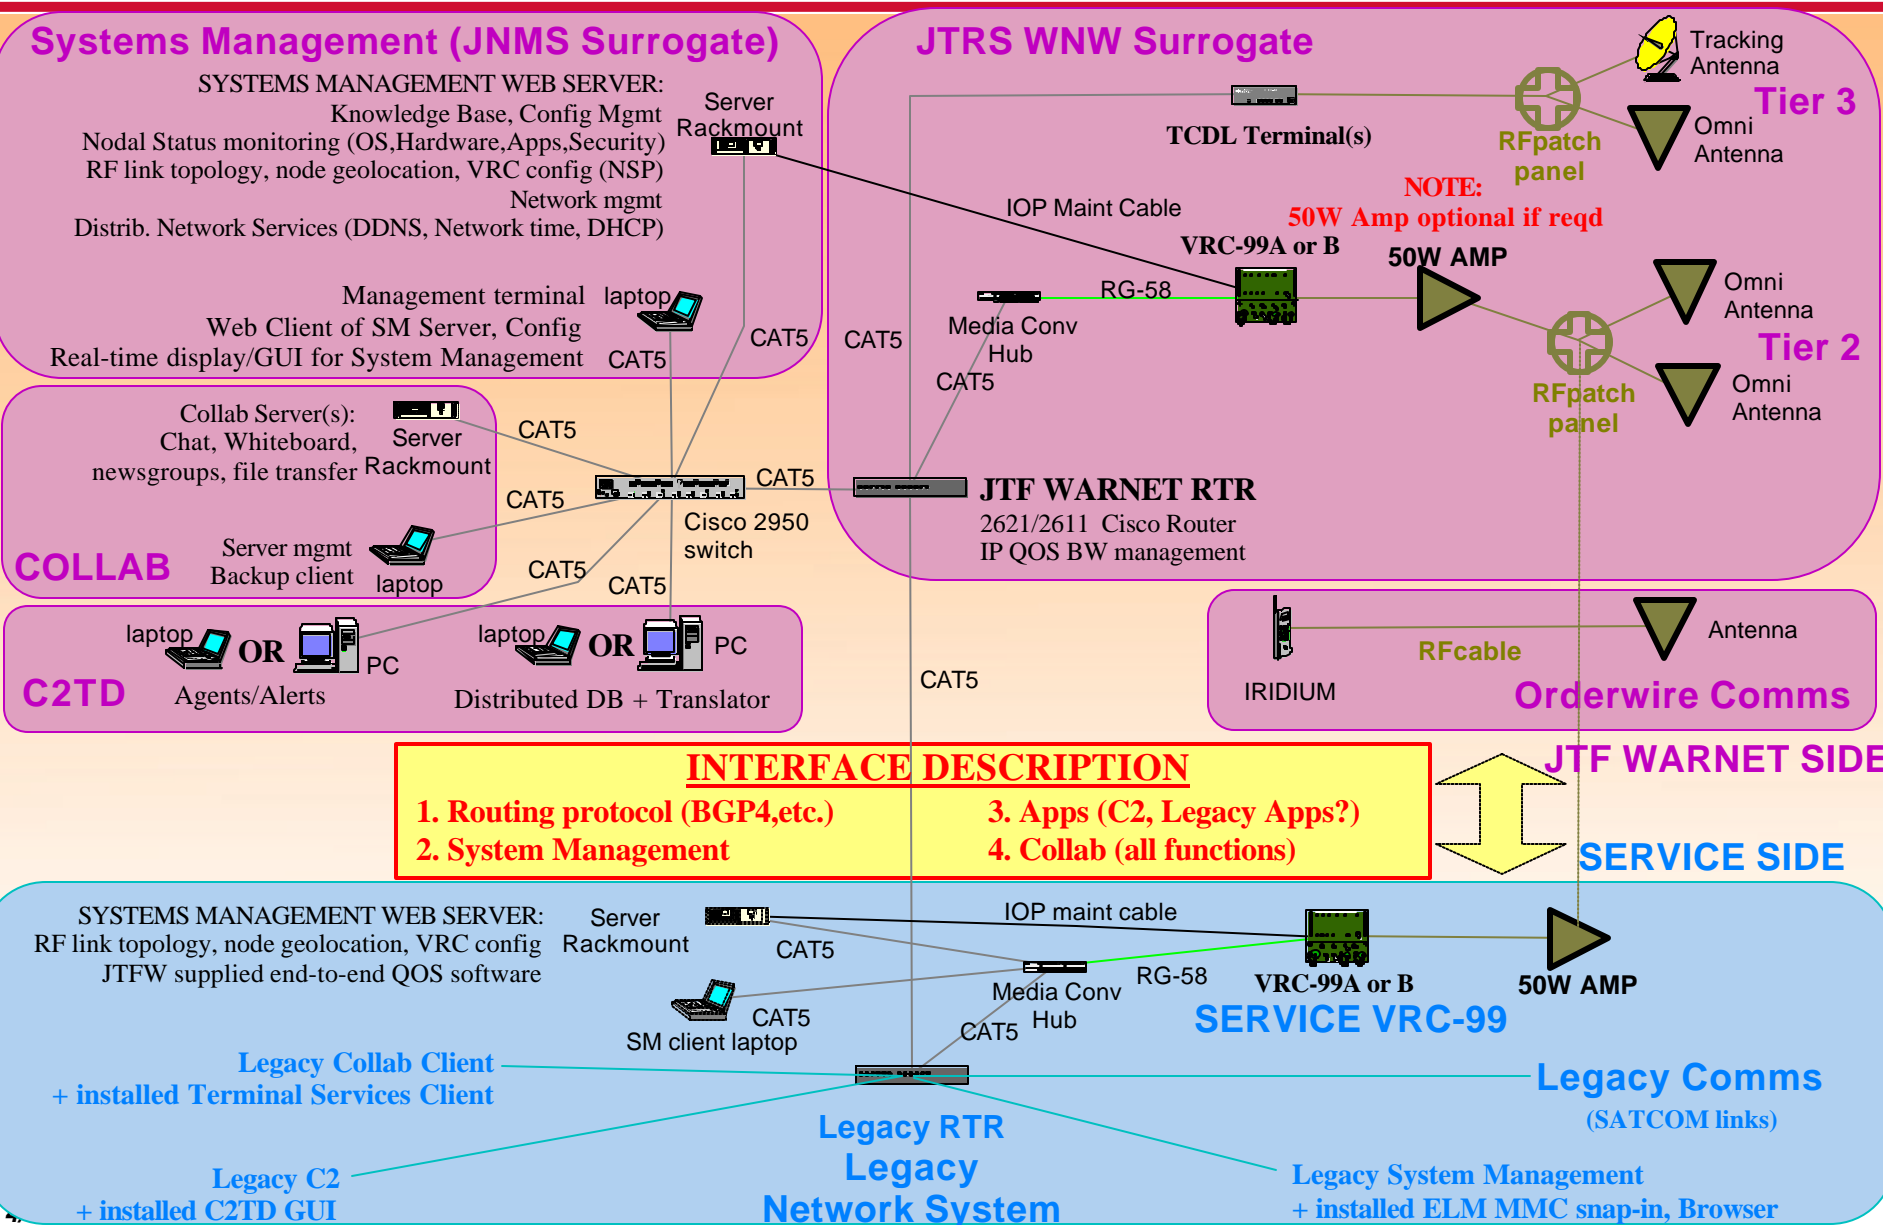 Systems Management (JNMS Surrogate)
SYSTEMS MANAGEMENT WEB SERVER:
Knowledge Base, Config Mgmt
Nodal Status monitoring (OS,Hardware,Apps,Security)
RF link topology, node geolocation, VRC config (NSP)
Network mgmt
Distrib. Network Services (DDNS, Network time, DHCP)
Server
Rackmount
Management terminal
Web Client of SM Server, Config
Real-time display/GUI for System Management
laptop
CAT5
CAT5
JTRS WNW Surrogate
TCDL Terminal(s)
Tracking
Antenna
Tier 3
Omni
Antenna
RFpatch
panel
NOTE:
50W Amp optional if reqd
IOP Maint Cable
VRC-99A or B
50W AMP
RG-58
Media Conv
Hub
CAT5
CAT5
Omni
Antenna
Tier 2
Omni
Antenna
RFpatch
panel
Collab Server(s):
Chat, Whiteboard,
newsgroups, file transfer
Server
Rackmount
CAT5
CAT5
CAT5
Cisco 2950
switch
JTF WARNET RTR
2621/2611 Cisco Router
IP QOS BW management
COLLAB
Server mgmt
Backup client
laptop
CAT5
CAT5
C2TD
laptop
OR
PC
Agents/Alerts
laptop
OR
PC
Distributed DB + Translator
CAT5
IRIDIUM
RFcable
Antenna
Orderwire Comms
JTF WARNET SIDE
INTERFACE DESCRIPTION
1. Routing protocol (BGP4,etc.)
2. System Management
3. Apps (C2, Legacy Apps?)
4. Collab (all functions)
SERVICE SIDE
SYSTEMS MANAGEMENT WEB SERVER:
RF link topology, node geolocation, VRC config
JTFW supplied end-to-end QOS software
Server
Rackmount
CAT5
IOP maint cable
RG-58
VRC-99A or B
50W AMP
SERVICE VRC-99
Media Conv
Hub
CAT5
CAT5
SM client laptop
Legacy Collab Client
+ installed Terminal Services Client
Legacy Comms
(SATCOM links)
Legacy RTR
Legacy
Network System
Legacy C2
+ installed C2TD GUI
Legacy System Management
+ installed ELM MMC snap-in, Browser